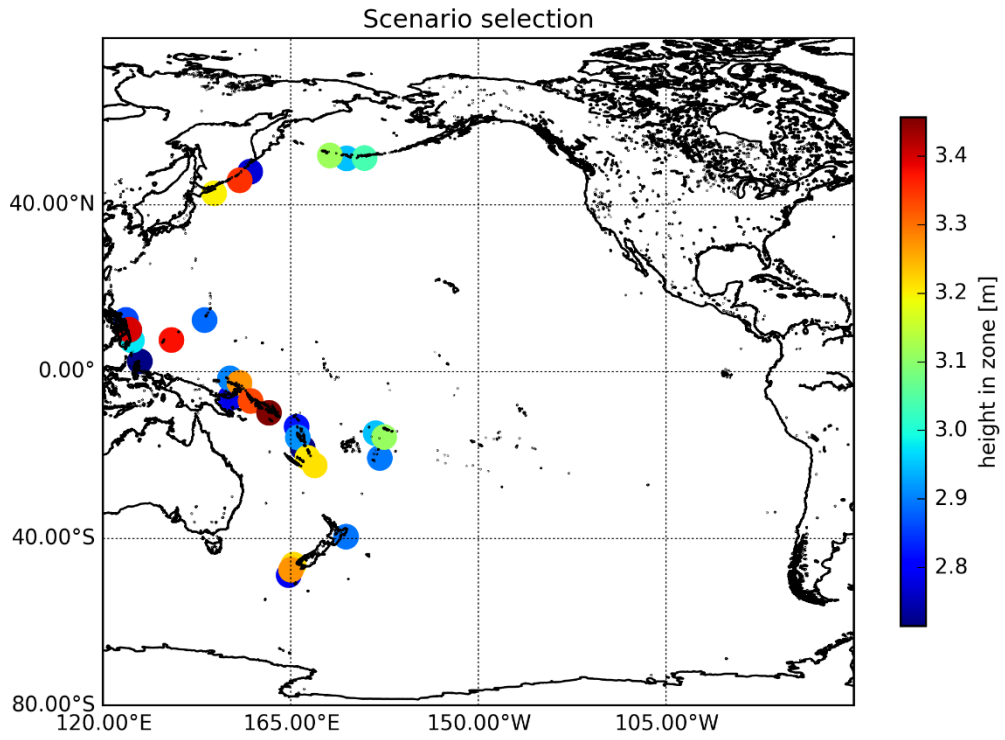 Scenario selection
40.00°N
0.00°
40.00°S
80.00°S
120.00°E
165.00°E
150.00°W
105.00°W
3.4
3.3
3.2
3.1
3.0
2.9
2.8
height in zone [m]